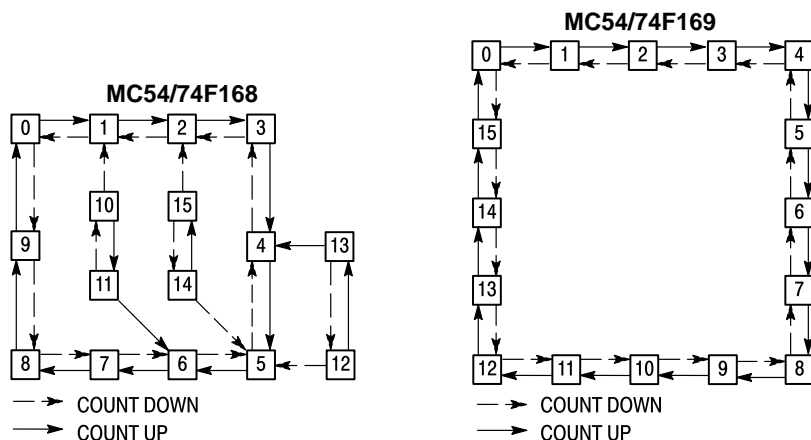 MC54/74F168
0 1 2 3
10 15
9 4 13
11 14
8 7 6 5 12
COUNT DOWN
COUNT UP
MC54/74F169
0 1 2 3 4
15 5
14 6
13 7
12 11 10 9 8
COUNT DOWN
COUNT UP